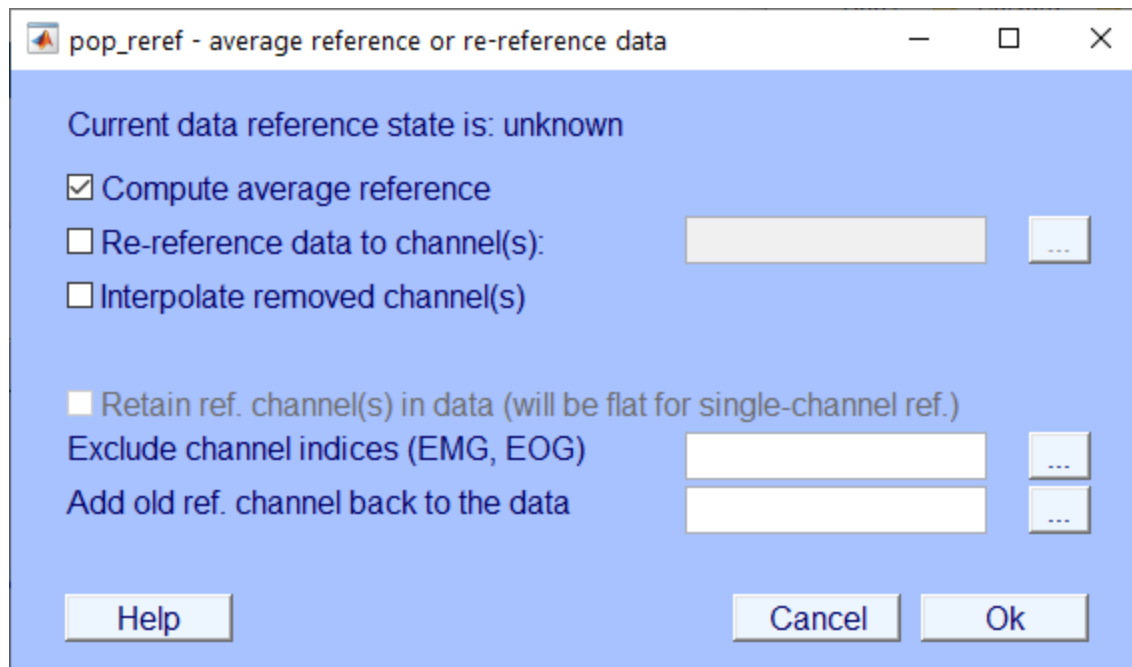 pop_reref - average reference or re-reference data
Current data reference state is: unknown
Compute average reference
Re-reference data to channel(s):
...
Interpolate removed channel(s)
Retain ref. channel(s) in data (will be flat for single-channel ref.)
Exclude channel indices (EMG, EOG)
...
Add old ref. channel back to the data
...
Help
Cancel
Ok